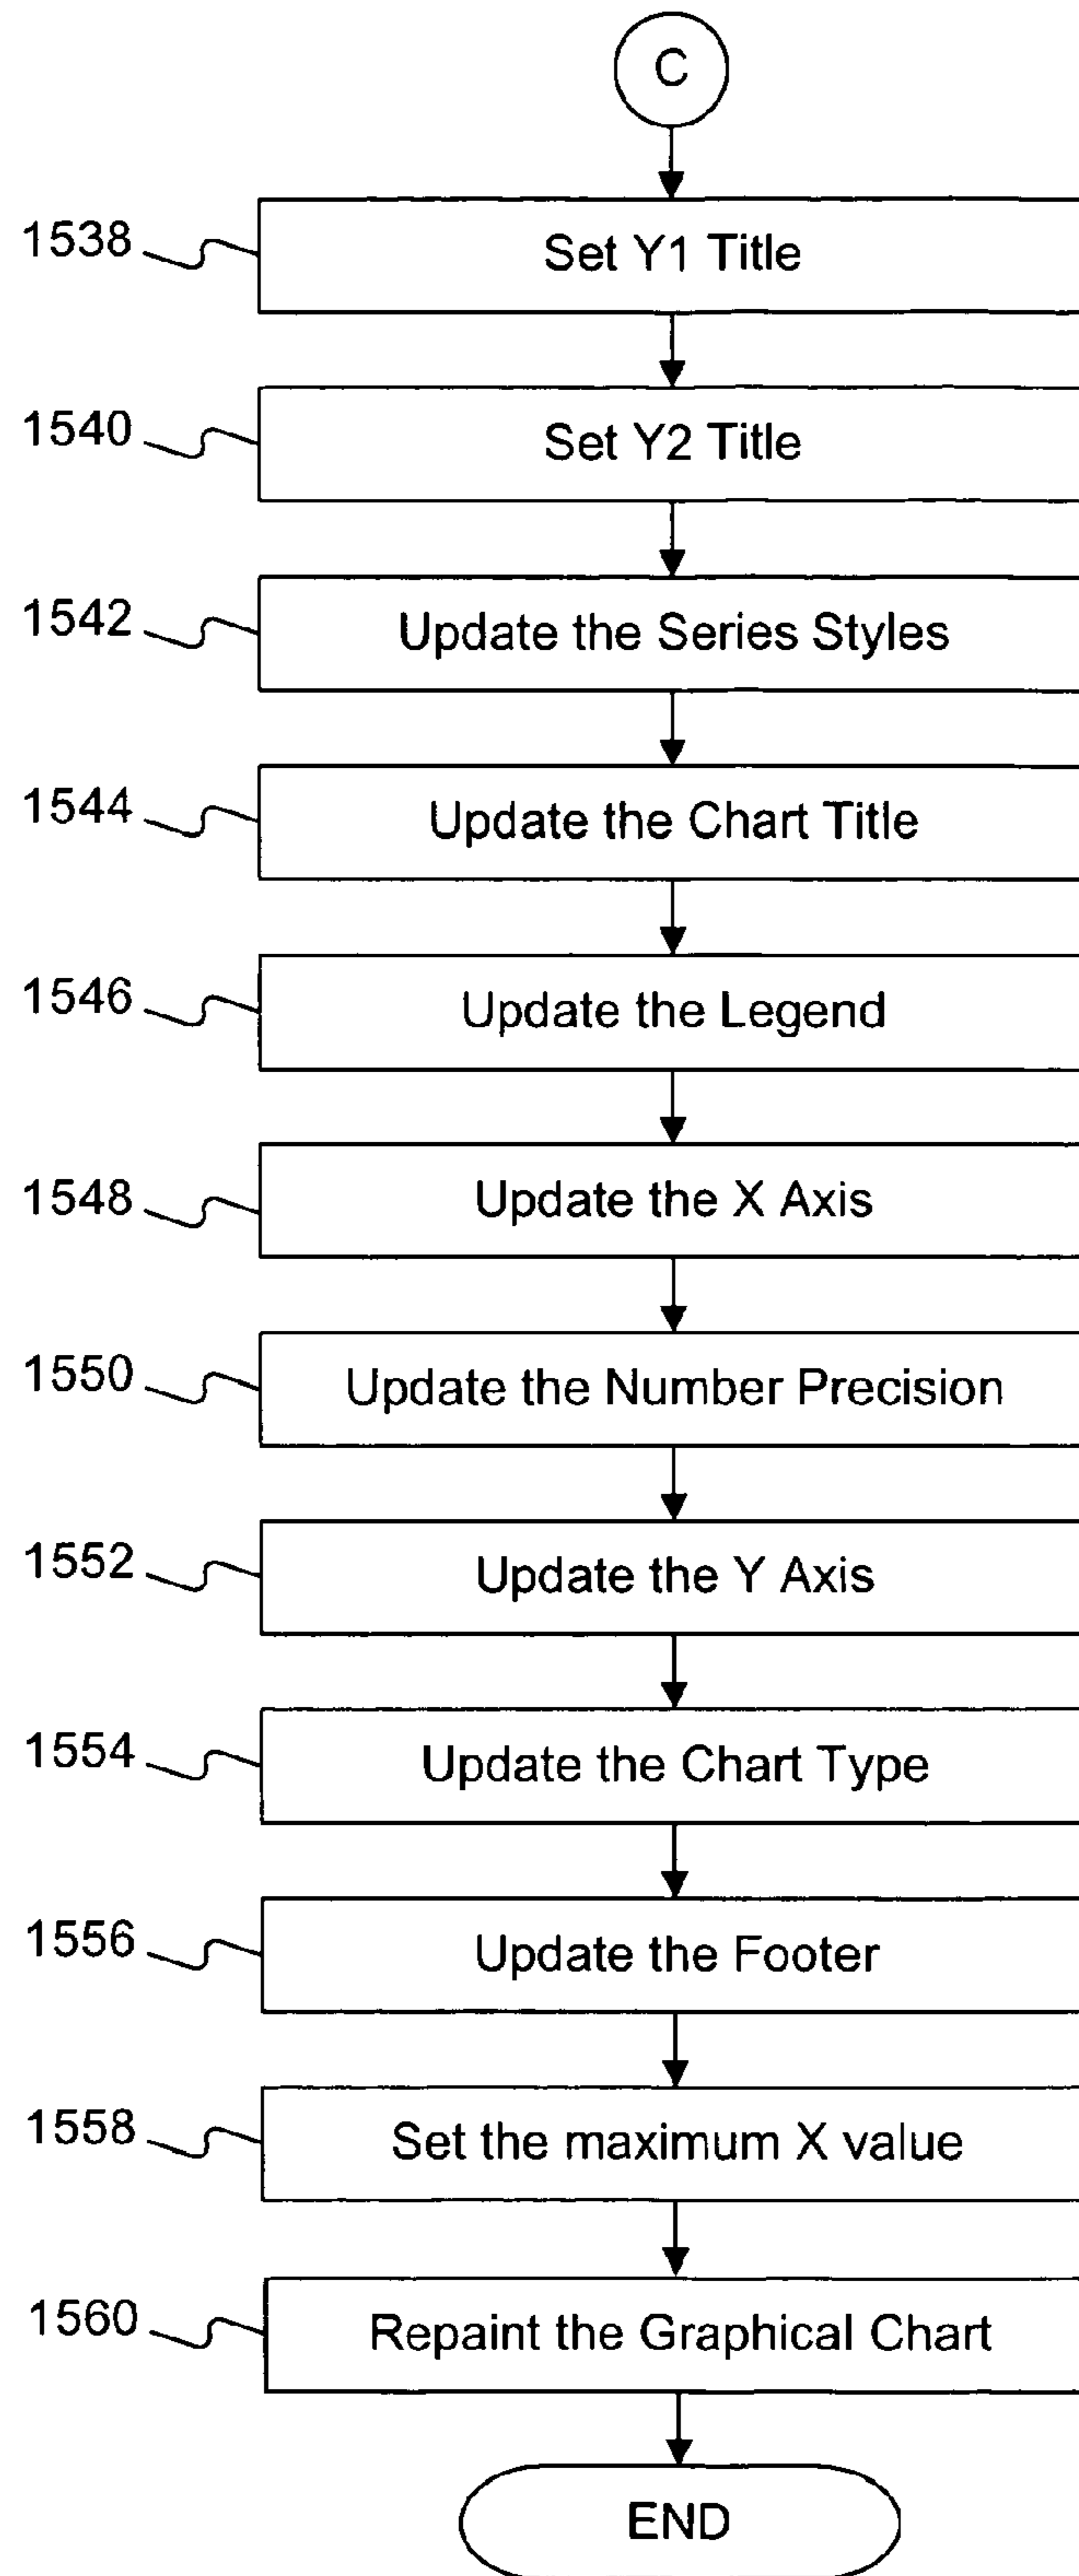 C
1538 Set Y1 Title
1540 Set Y2 Title
1542 Update the Series Styles
1544 Update the Chart Title
1546 Update the Legend
1548 Update the X Axis
1550 Update the Number Precision
1552 Update the Y Axis
1554 Update the Chart Type
1556 Update the Footer
1558 Set the maximum X value
1560 Repaint the Graphical Chart
END